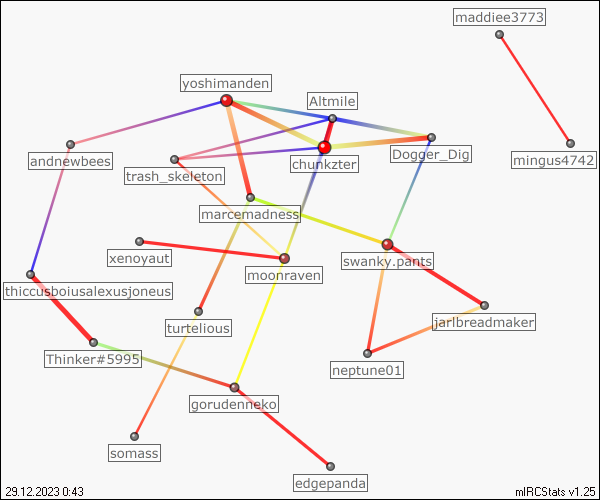 maddiee3773
yoshimanden
Altmile
andnewbees
trash_skeleton
chunkzter
Dogger_Dig
mingus4742
marcemadness
xenoyaut
moonraven
swanky.pants
thiccusboiusalexusjoneus
turtelious
jarlbreadmaker
Thinker#5995
neptune01
gorudenneko
somass
edgepanda
29.12.2023 0:43
mIRCStats v1.25